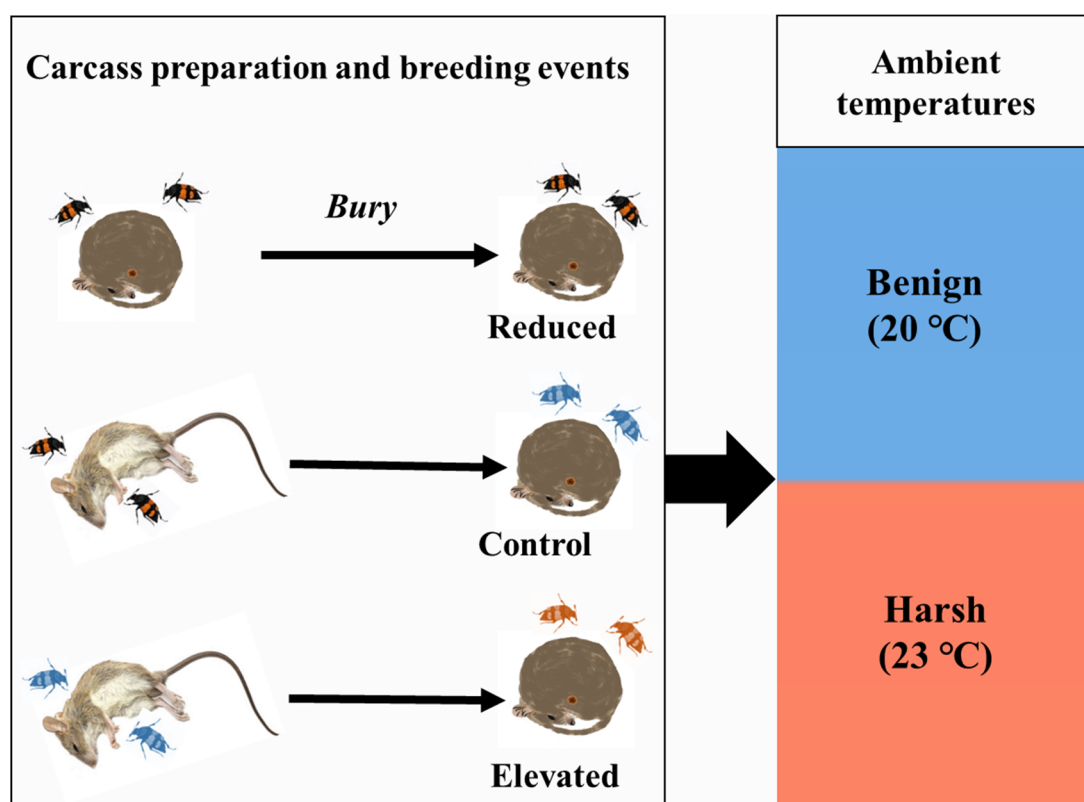 Carcass preparation and breeding events
Bury
Reduced
Control
Elevated
Ambient
temperatures
Benign
(20 ℃)
Harsh
(23 ℃)